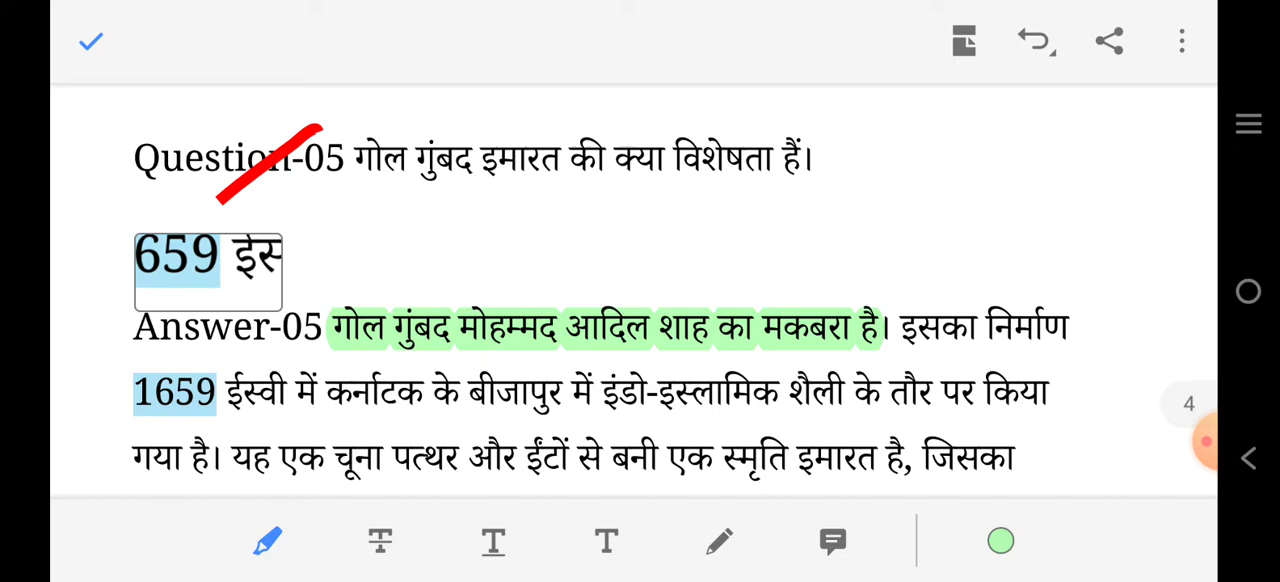 Question-05 गोल गुंबद इमारत की क्या विशेषता हैं।
659 ईस
Answer-05 गोल गुंबद मोहम्मद आदिल शाह का मकबरा है। इसका निर्माण
1659 ईस्वी में कर्नाटक के बीजापुर में इंडो-इस्लामिक शैली के तौर पर किया
4
गया है। यह एक चूना पत्थर और ईंटों से बनी एक स्मृति इमारत है, जिसका